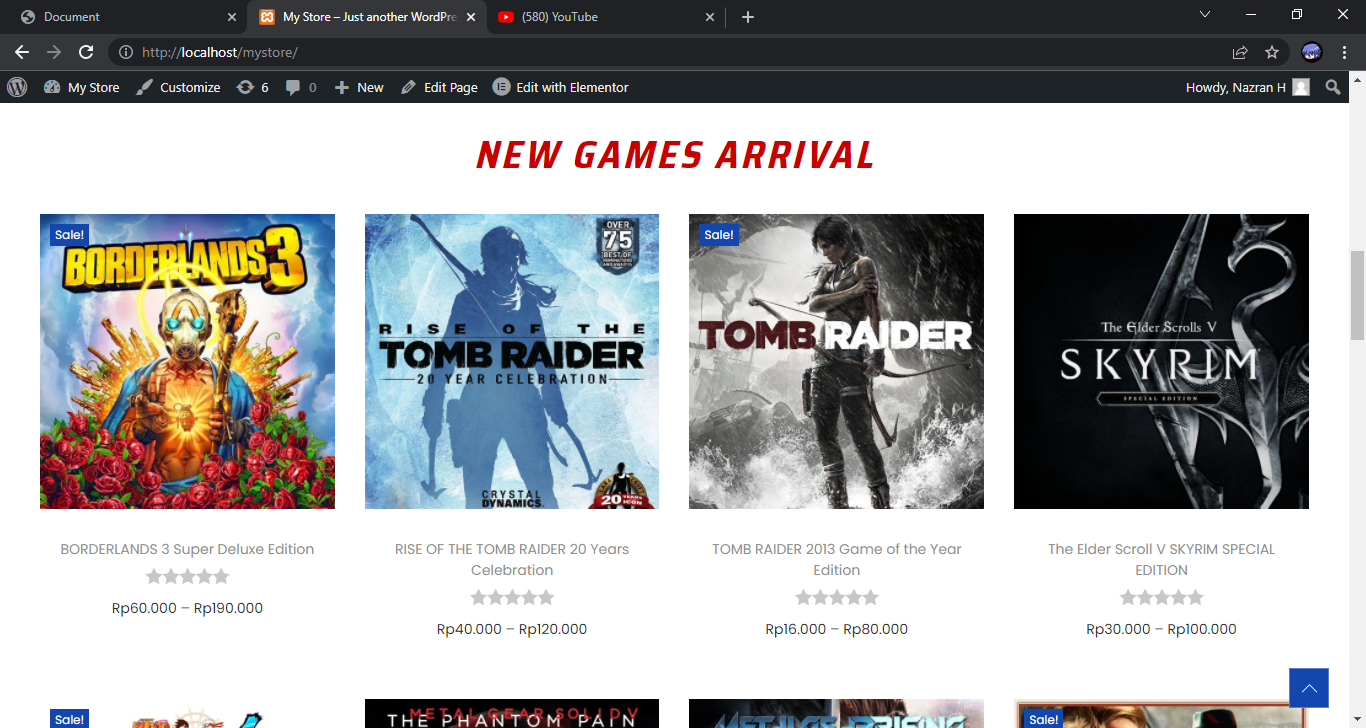 Document
My Store – Just another WordPre
(580) YouTube
http://localhost/mystore/
My Store
Customize
6
0
New
Edit Page
Edit with Elementor
Howdy, Nazran H
NEW GAMES ARRIVAL
Sale!
BORDERLANDS 3
OVER
75
BEST OF
NOMINATIONS
AND AWARDS
RISE OF THE
TOMB RAIDER
20 YEAR CELEBRATION
CRYSTAL
DYNAMICS
20 YEARS
ICON
Sale!
TOMB RAIDER
The Elder Scrolls V
SKYRIM
SPECIAL EDITION
BORDERLANDS 3 Super Deluxe Edition
Rp60.000 – Rp190.000
RISE OF THE TOMB RAIDER 20 Years
Celebration
Rp40.000 – Rp120.000
TOMB RAIDER 2013 Game of the Year
Edition
Rp16.000 – Rp80.000
The Elder Scroll V SKYRIM SPECIAL
EDITION
Rp30.000 – Rp100.000
Sale!
METAL GEAR SOLID V
THE PHANTOM PAIN
METAL GEAR RISING
Sale!